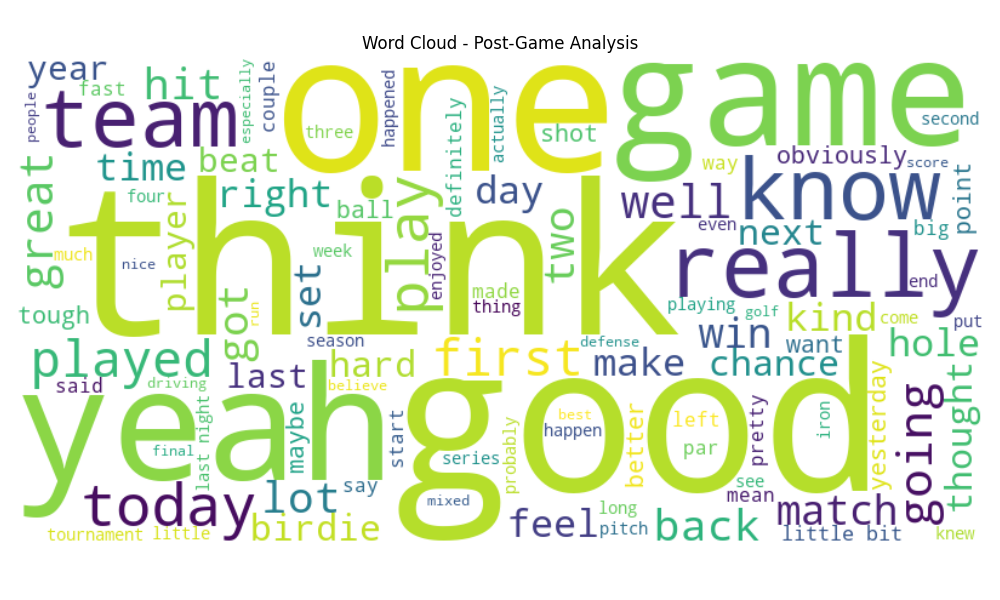 Word Cloud - Post-Game Analysis
year
fast
hit
especially
couple
one
three
happened
actually
game
shot
second
people
team
time
beat
definitely
way
obviously
score
great
four
right
ball
play
day
well
know
point
much
nice
player
week
enjoyed
two
even
next
big
think
really
tough
got
run
set
made
thing
playing
golf
end
season
win
kind
come
put
want
played
hard
first
defense
make
chance
hole
said
driving
last
believe
yeah
good
best
happen
left
par
better
pretty
iron
yesterday
going
thought
final
last night
maybe
start
series
probably
see
mean
today
lot
say
mixed
long
match
tournament
little
birdie
feel
pitch
back
little bit
knew